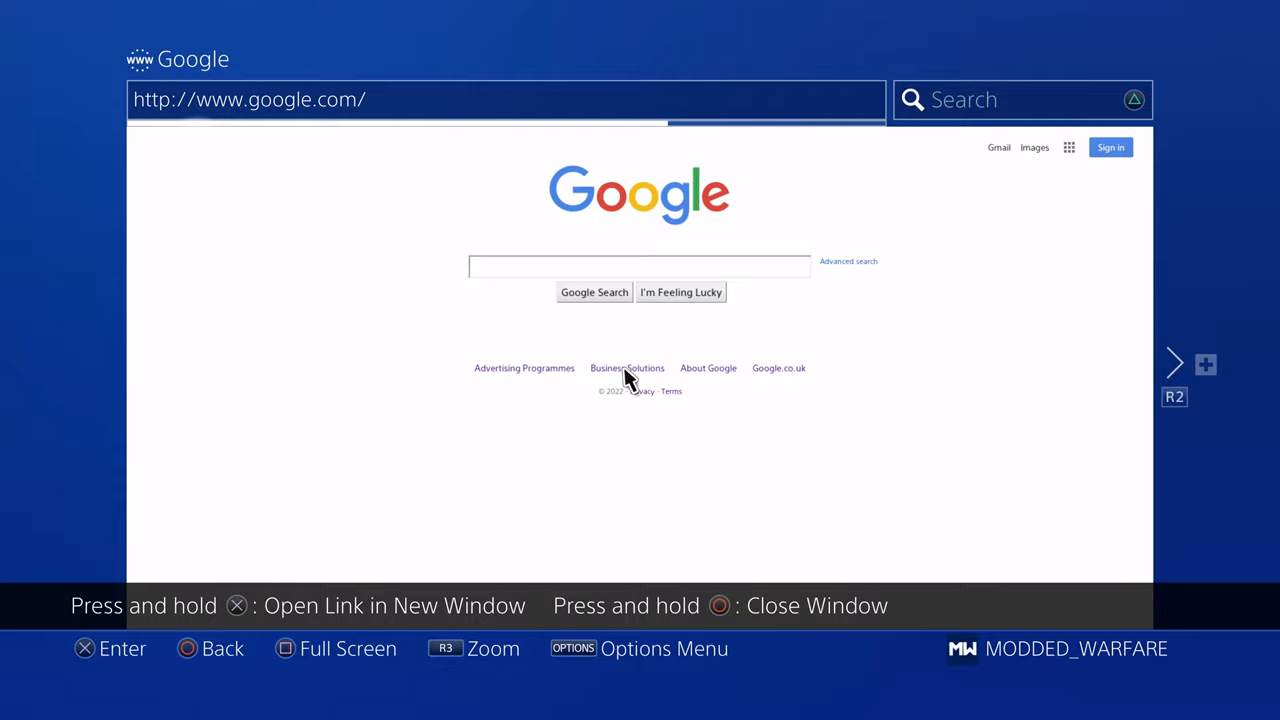 www Google
http://www.google.com/
Search
Gmail Images Sign in
Google
Advanced search
Google Search I'm Feeling Lucky
Advertising Programmes Business Solutions About Google Google.co.uk
© 2022 - Privacy - Terms
R2
Press and hold : Open Link in New Window Press and hold : Close Window
Enter Back Full Screen R3 Zoom OPTIONS Options Menu MW MODDED_WARFARE